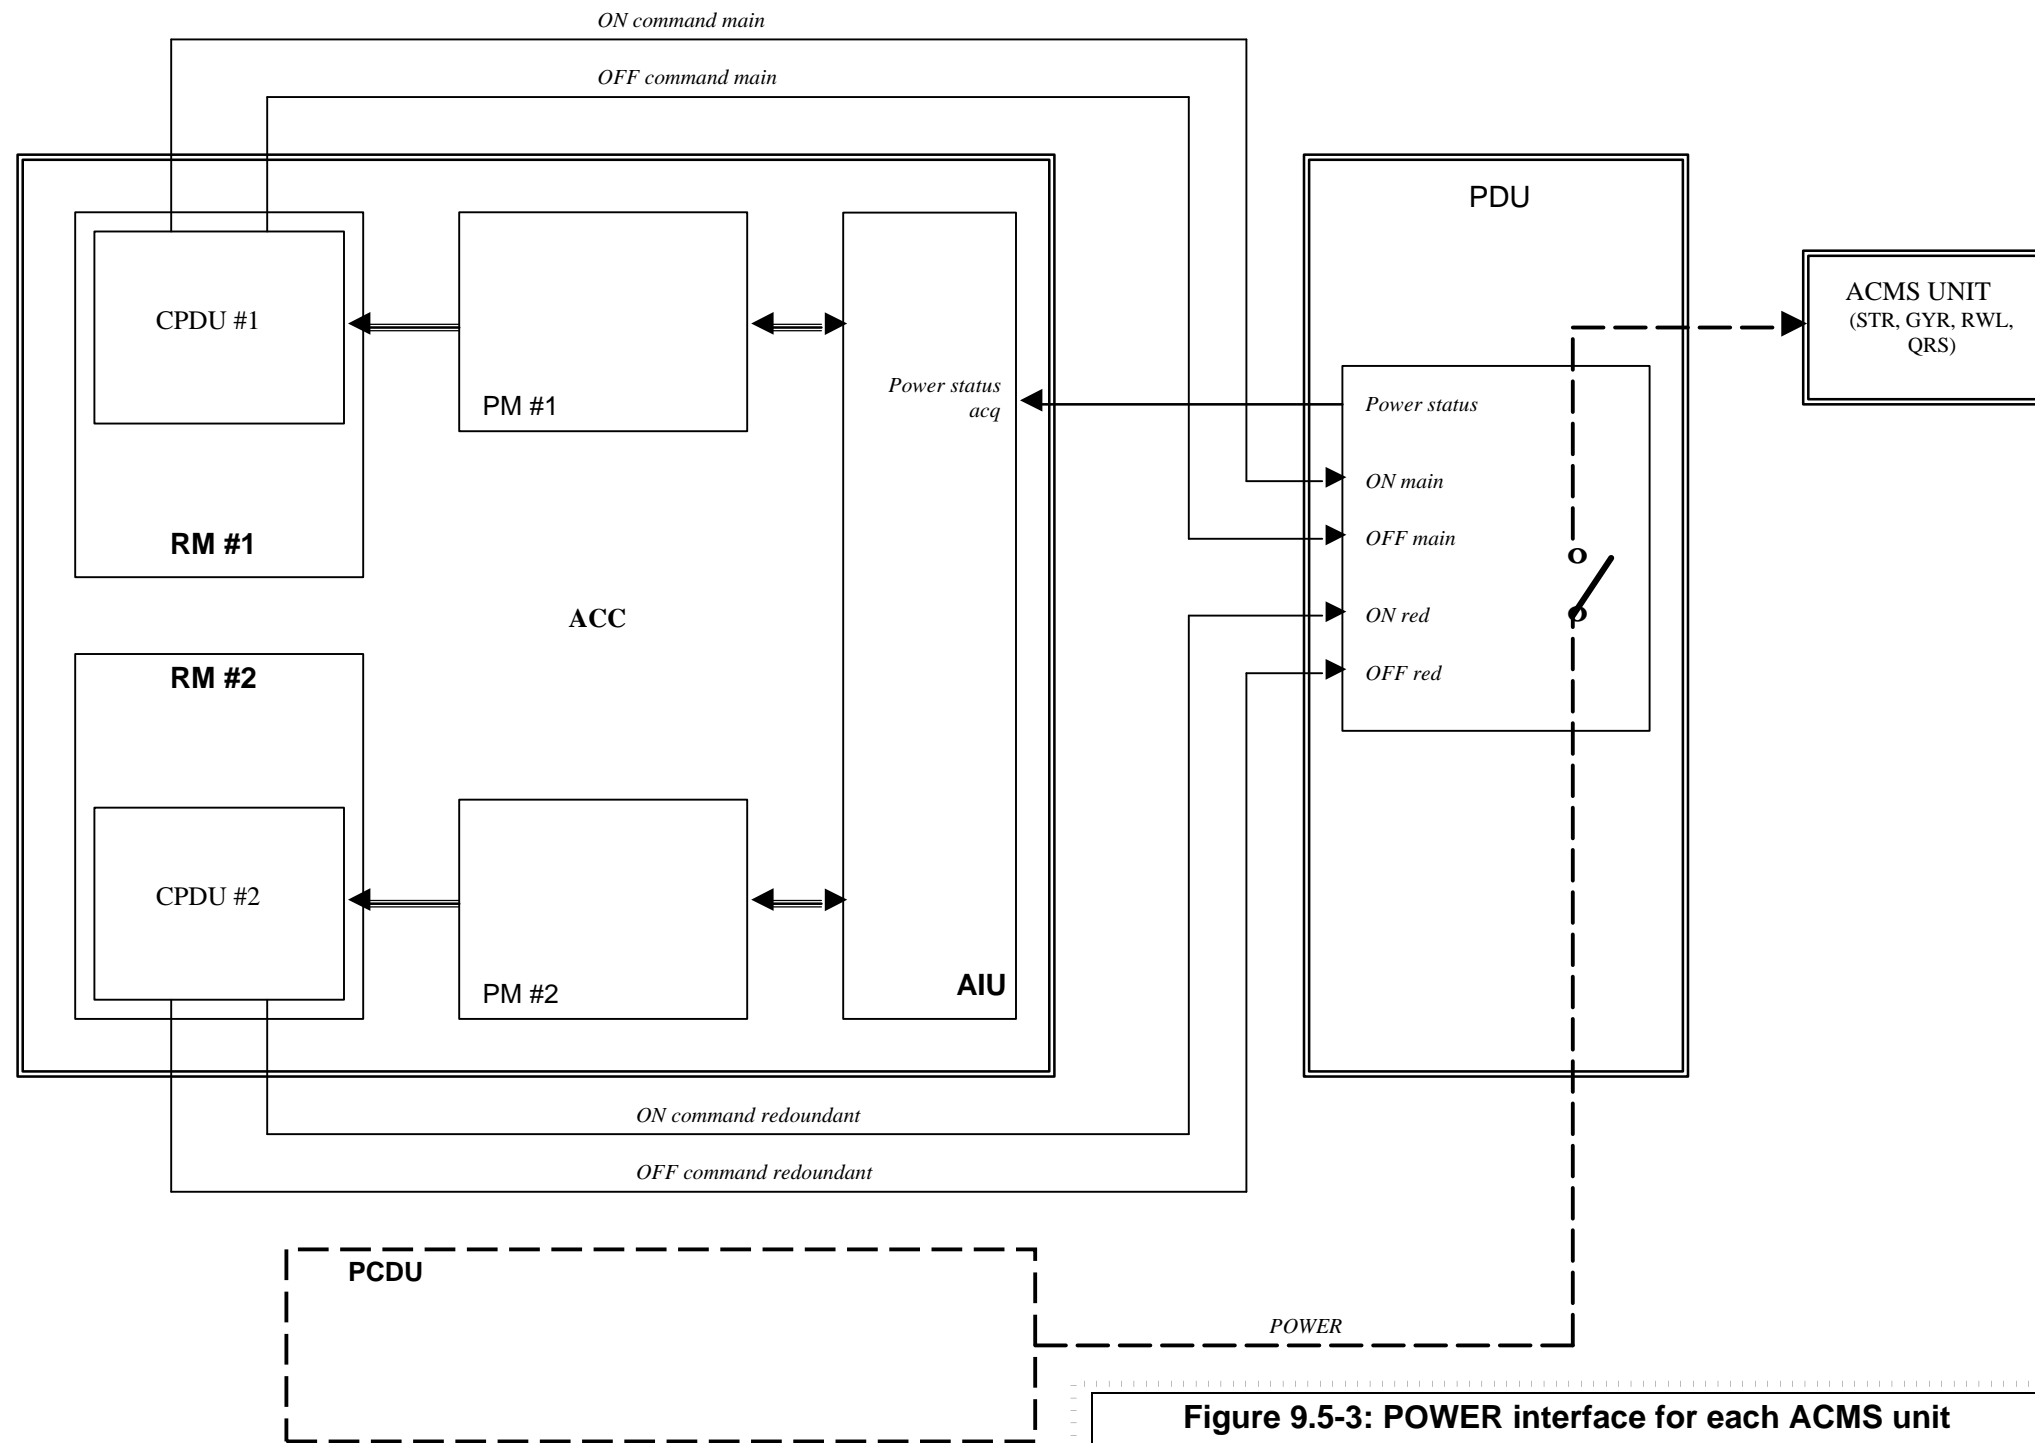 ON command main
OFF command main
PDU
ACMS UNIT
(STR, GYR, RWL,
QRS)
CPDU #1
PM #1
Power status
acq
Power status
ON main
OFF main
RM #1
ACC
ON red
OFF red
RM #2
CPDU #2
PM #2
AIU
ON command redoundant
OFF command redoundant
PCDU
POWER
Figure 9.5-3: POWER interface for each ACMS unit